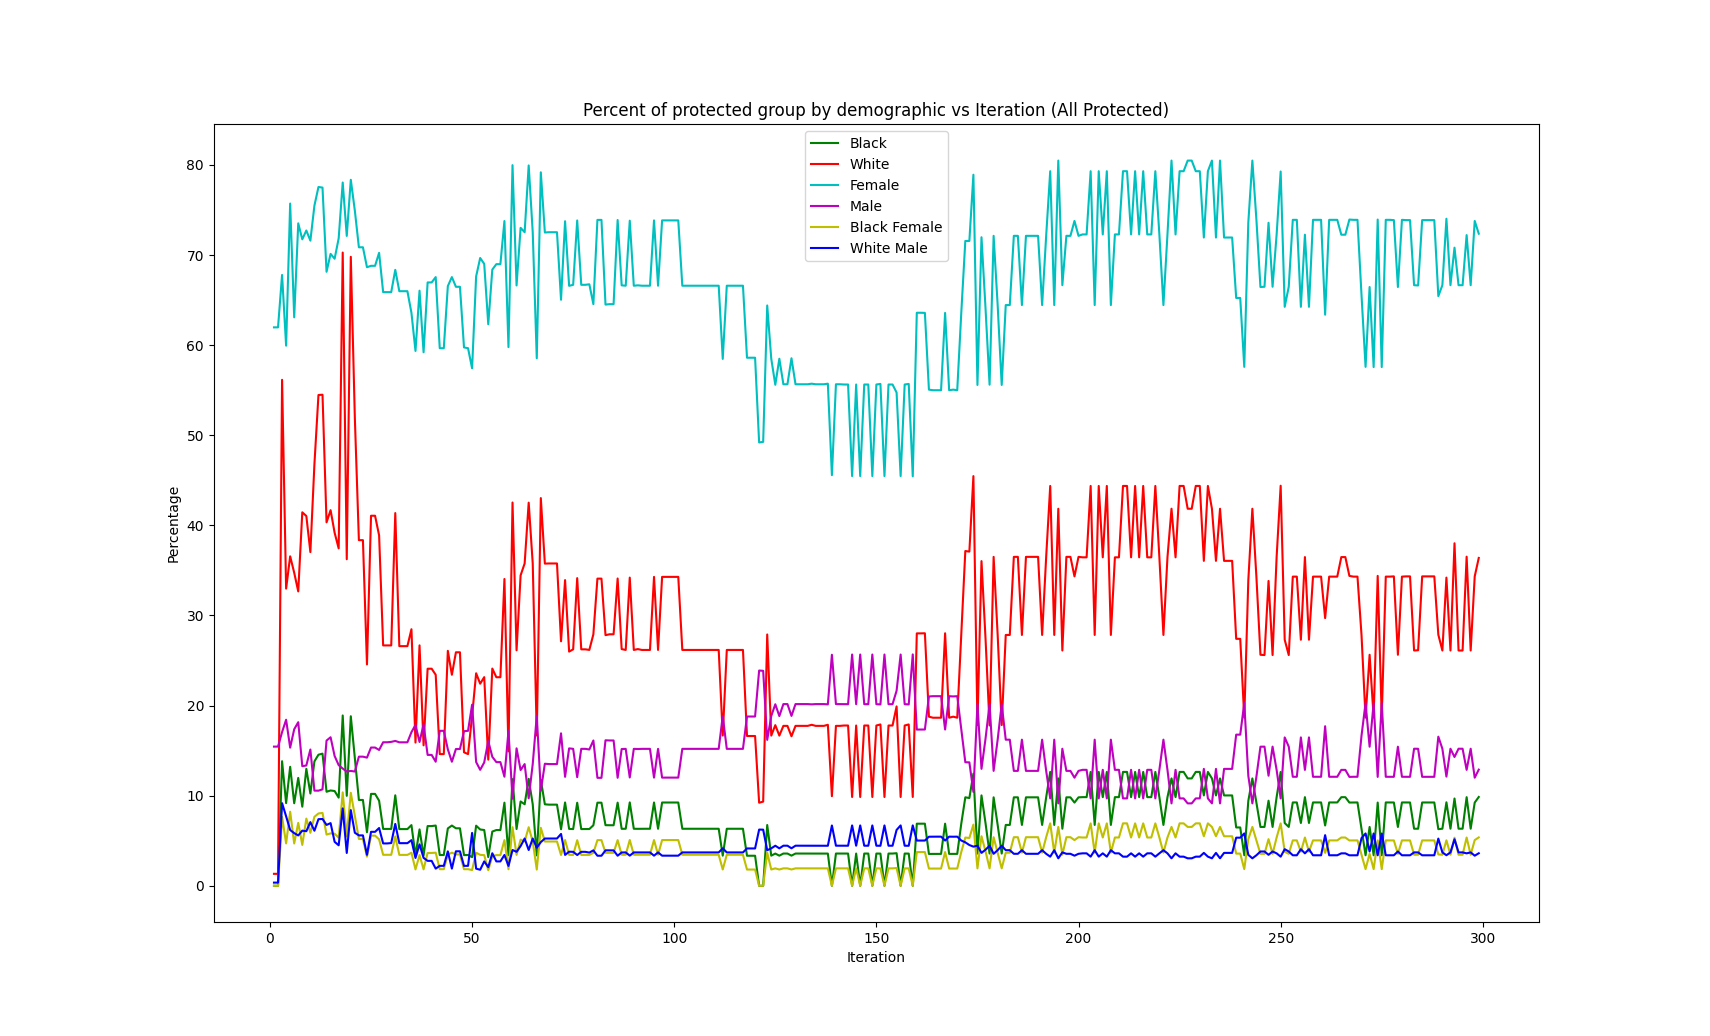 Percent of protected group by demographic vs Iteration (All Protected)
Black
White
Female
Male
Black Female
White Male
80
70
60
50
40
30
20
10
0
Percentage
0 50 100 150 200 250 300
Iteration